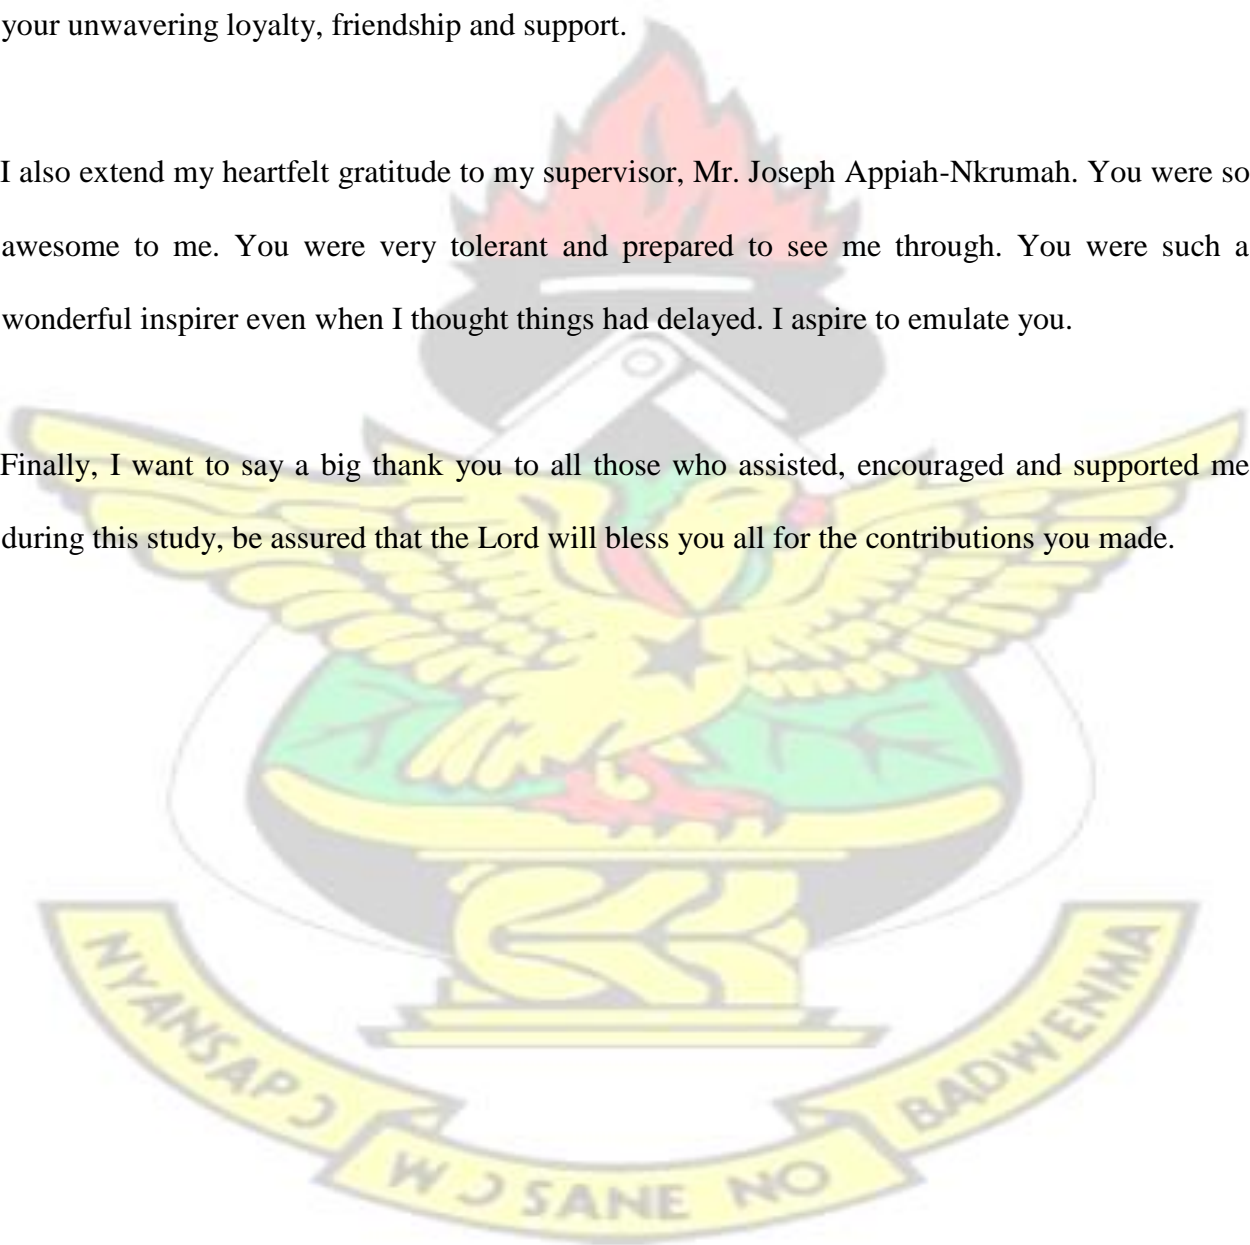 your unwavering loyalty, friendship and support.
I also extend my heartfelt gratitude to my supervisor, Mr. Joseph Appiah-Nkrumah. You were so
awesome to me. You were very tolerant and prepared to see me through. You were such a
wonderful inspirer even when I thought things had delayed. I aspire to emulate you.
Finally, I want to say a big thank you to all those who assisted, encouraged and supported me
during this study, be assured that the Lord will bless you all for the contributions you made.
NYANSAPƆ
WƆSANE NO
BADWENMA